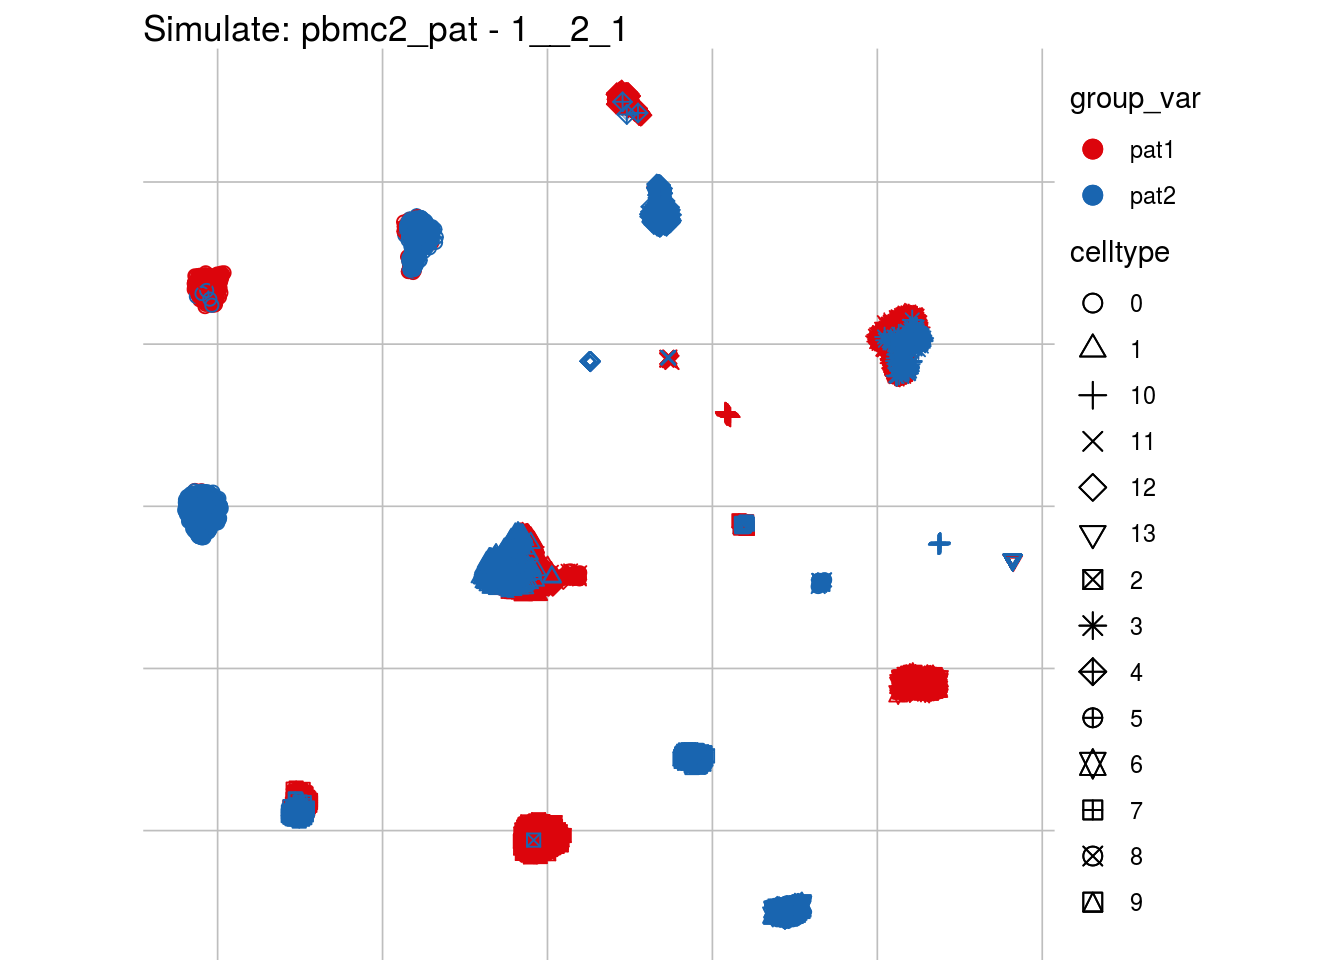 Simulate: pbmc2_pat - 1__2_1
group_var
pat1
pat2
celltype
0
1
10
11
12
13
2
3
4
5
6
7
8
9